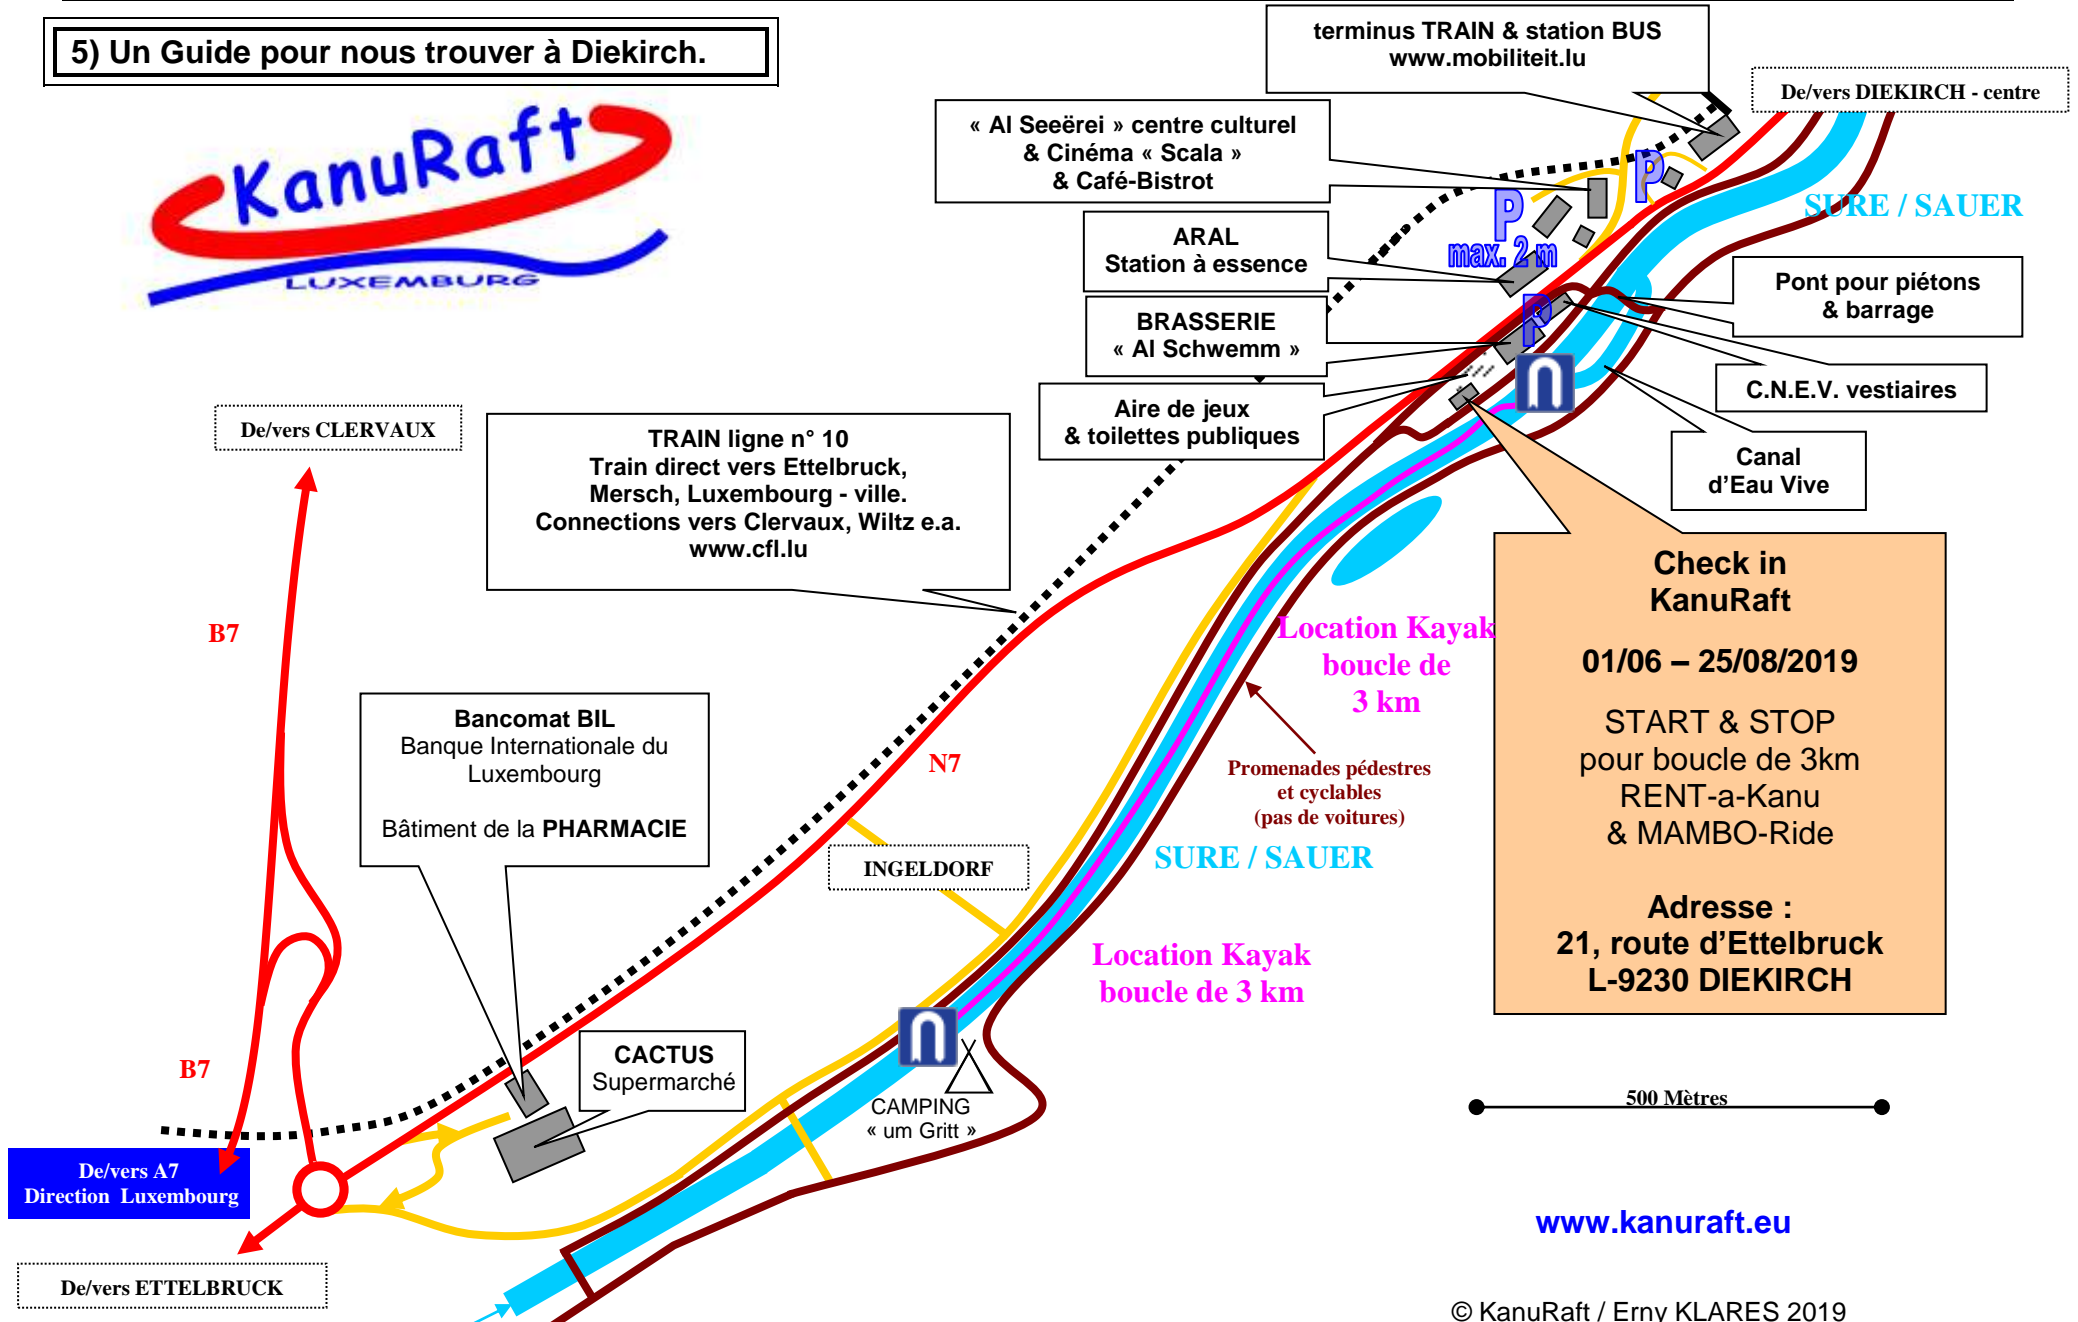 5) Un Guide pour nous trouver à Diekirch.
KanuRaft
LUXEMBURG
terminus TRAIN & station BUS
www.mobiliteit.lu
De/vers DIEKIRCH - centre
« Al Seeërei » centre culturel
& Cinéma « Scala »
& Café-Bistrot
P
P
max. 2 m
SURE / SAUER
ARAL
Station à essence
Pont pour piétons
& barrage
BRASSERIE
« Al Schwemm »
P
C.N.E.V. vestiaires
Aire de jeux
& toilettes publiques
Canal
d'Eau Vive
De/vers CLERVAUX
TRAIN ligne n° 10
Train direct vers Ettelbruck,
Mersch, Luxembourg - ville.
Connections vers Clervaux, Wiltz e.a.
www.cfl.lu
Check in
KanuRaft
01/06 – 25/08/2019
START & STOP
pour boucle de 3km
RENT-a-Kanu
& MAMBO-Ride
Adresse :
21, route d'Ettelbruck
L-9230 DIEKIRCH
B7
Location Kayak
boucle de
3 km
Bancomat BIL
Banque Internationale du
Luxembourg
Bâtiment de la PHARMACIE
N7
Promenades pédestres
et cyclables
(pas de voitures)
INGELDORF
SURE / SAUER
Location Kayak
boucle de 3 km
B7
CACTUS
Supermarché
CAMPING
« um Gritt »
500 Mètres
De/vers A7
Direction Luxembourg
www.kanuraft.eu
De/vers ETTELBRUCK
© KanuRaft / Erny KLARES 2019